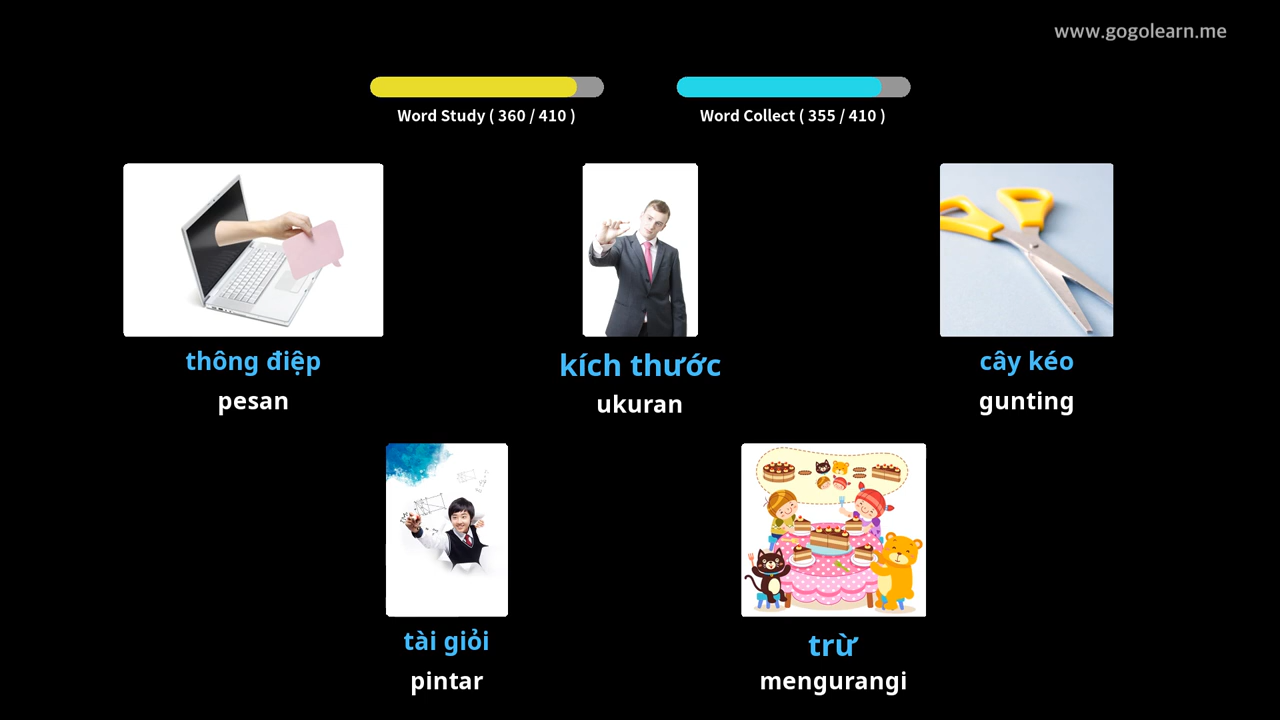 www.gogolearn.me
Word Study ( 360 / 410 )
Word Collect ( 355 / 410 )
thông điệp
pesan
kích thước
ukuran
cây kéo
gunting
tài giỏi
pintar
trừ
mengurangi